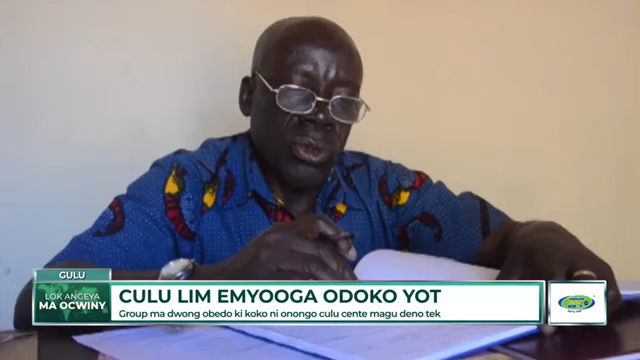 GULU
LOK ANGEYA
MA OCWINY
CULU LIM EMYOOGA ODOKO YOT
Group ma dwong obedo ki koko ni onongo culu cente magu deno tek